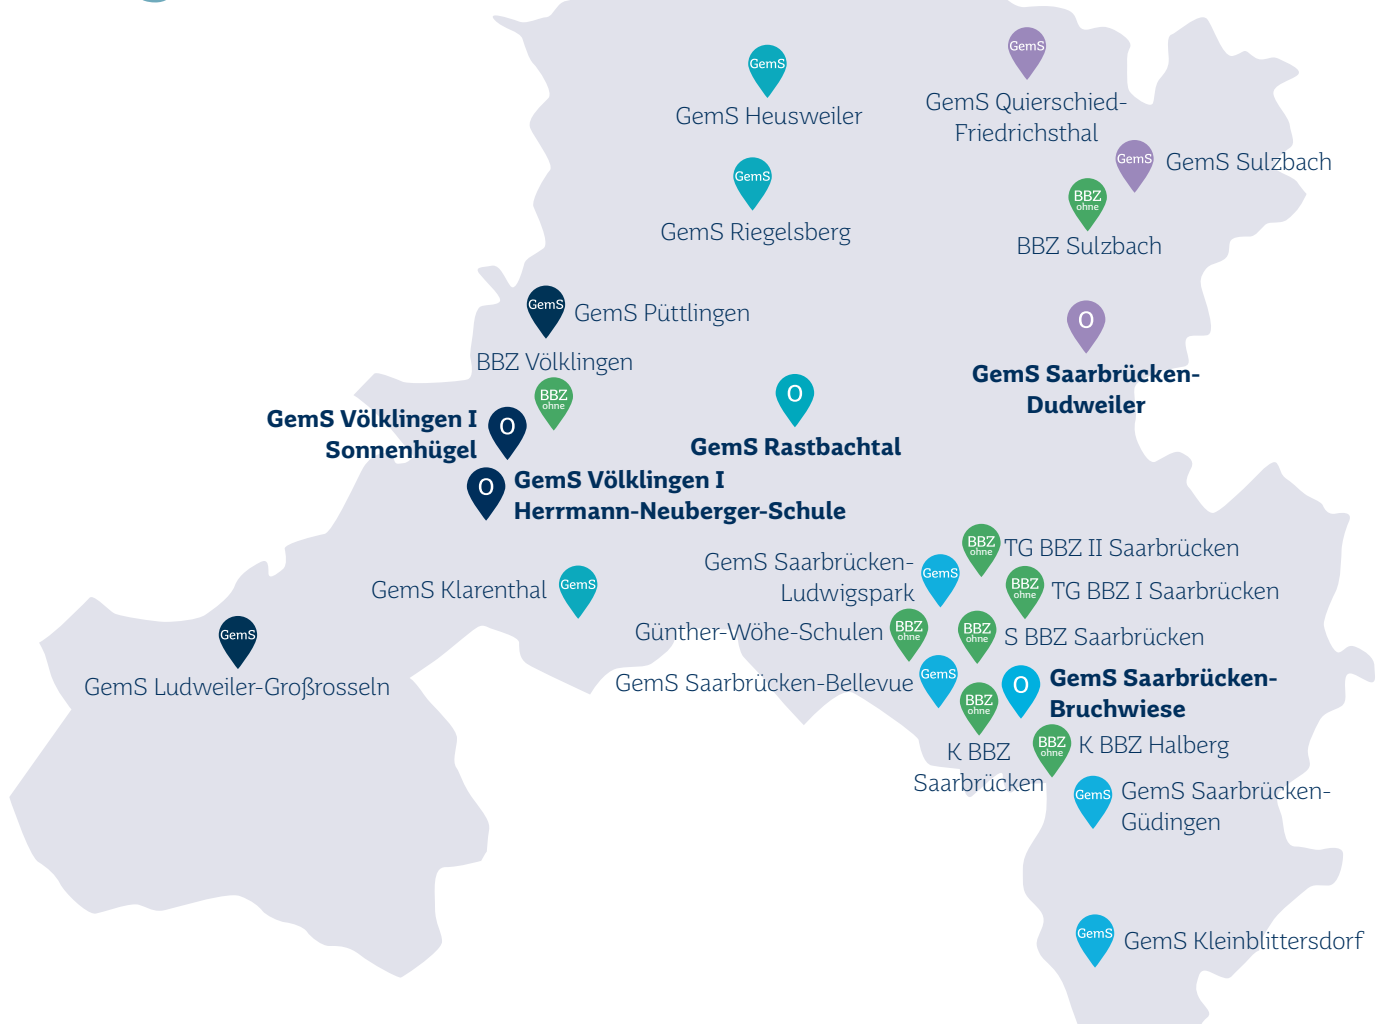 GemS
GemS Heusweiler
GemS
GemS Quierschied-
Friedrichsthal
GemS
GemS Sulzbach
GemS
GemS Riegelsberg
BBZ
ohne
BBZ Sulzbach
GemS
GemS Püttlingen
O
GemS Saarbrücken-
Dudweiler
BBZ Völklingen
BBZ
ohne
O
GemS Rastbachtal
GemS Völklingen I
Sonnenhügel
O
O
GemS Völklingen I
Herrmann-Neuberger-Schule
BBZ
ohne
TG BBZ II Saarbrücken
GemS Saarbrücken-
Ludwigspark
GemS
BBZ
ohne
TG BBZ I Saarbrücken
GemS Klarenthal
GemS
Günther-Wöhe-Schulen
BBZ
ohne
BBZ
ohne
S BBZ Saarbrücken
GemS
GemS Ludweiler-Großrosseln
GemS Saarbrücken-Bellevue
GemS
O
GemS Saarbrücken-
Bruchwiese
BBZ
ohne
K BBZ
Saarbrücken
BBZ
ohne
K BBZ Halberg
GemS
GemS Saarbrücken-
Güdingen
GemS
GemS Kleinblittersdorf